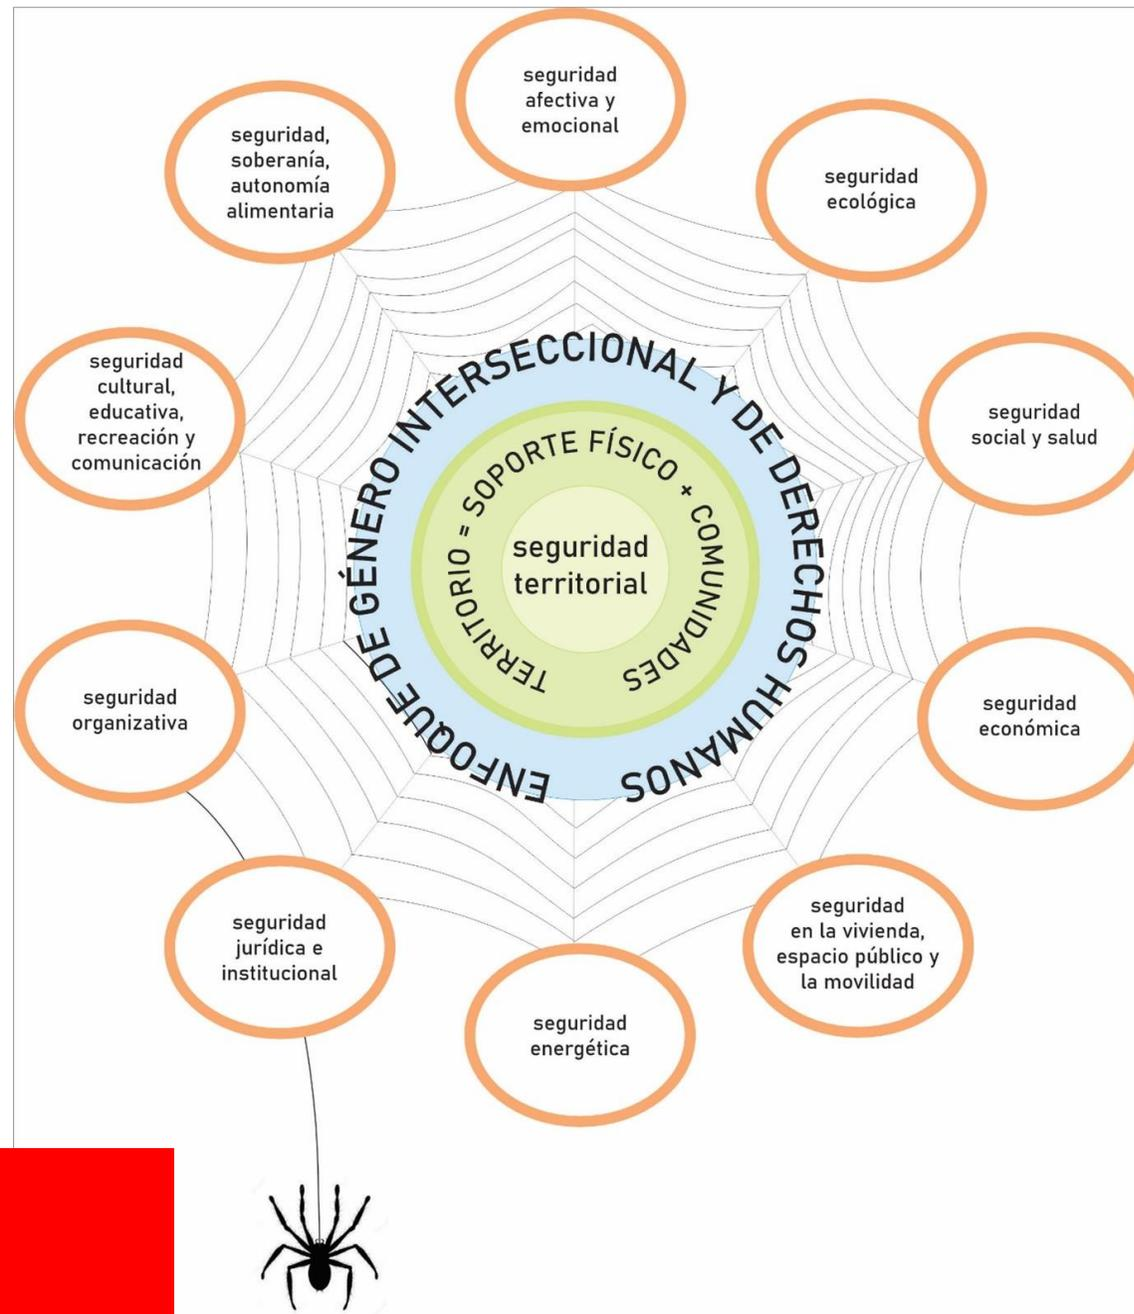 seguridad
afectiva y
emocional
seguridad,
soberanía,
autonomía
alimentaria
seguridad
ecológica
seguridad
cultural,
educativa,
recreación y
comunicación
seguridad
social y salud
ENFOQUE DE GÉNERO INTERSECCIONAL Y DE DERECHOS HUMANOS
TERRITORIO = SOPORTE FÍSICO + COMUNIDADES
seguridad
territorial
seguridad
organizativa
seguridad
económica
seguridad
jurídica e
institucional
seguridad
en la vivienda,
espacio público y
la movilidad
seguridad
energética